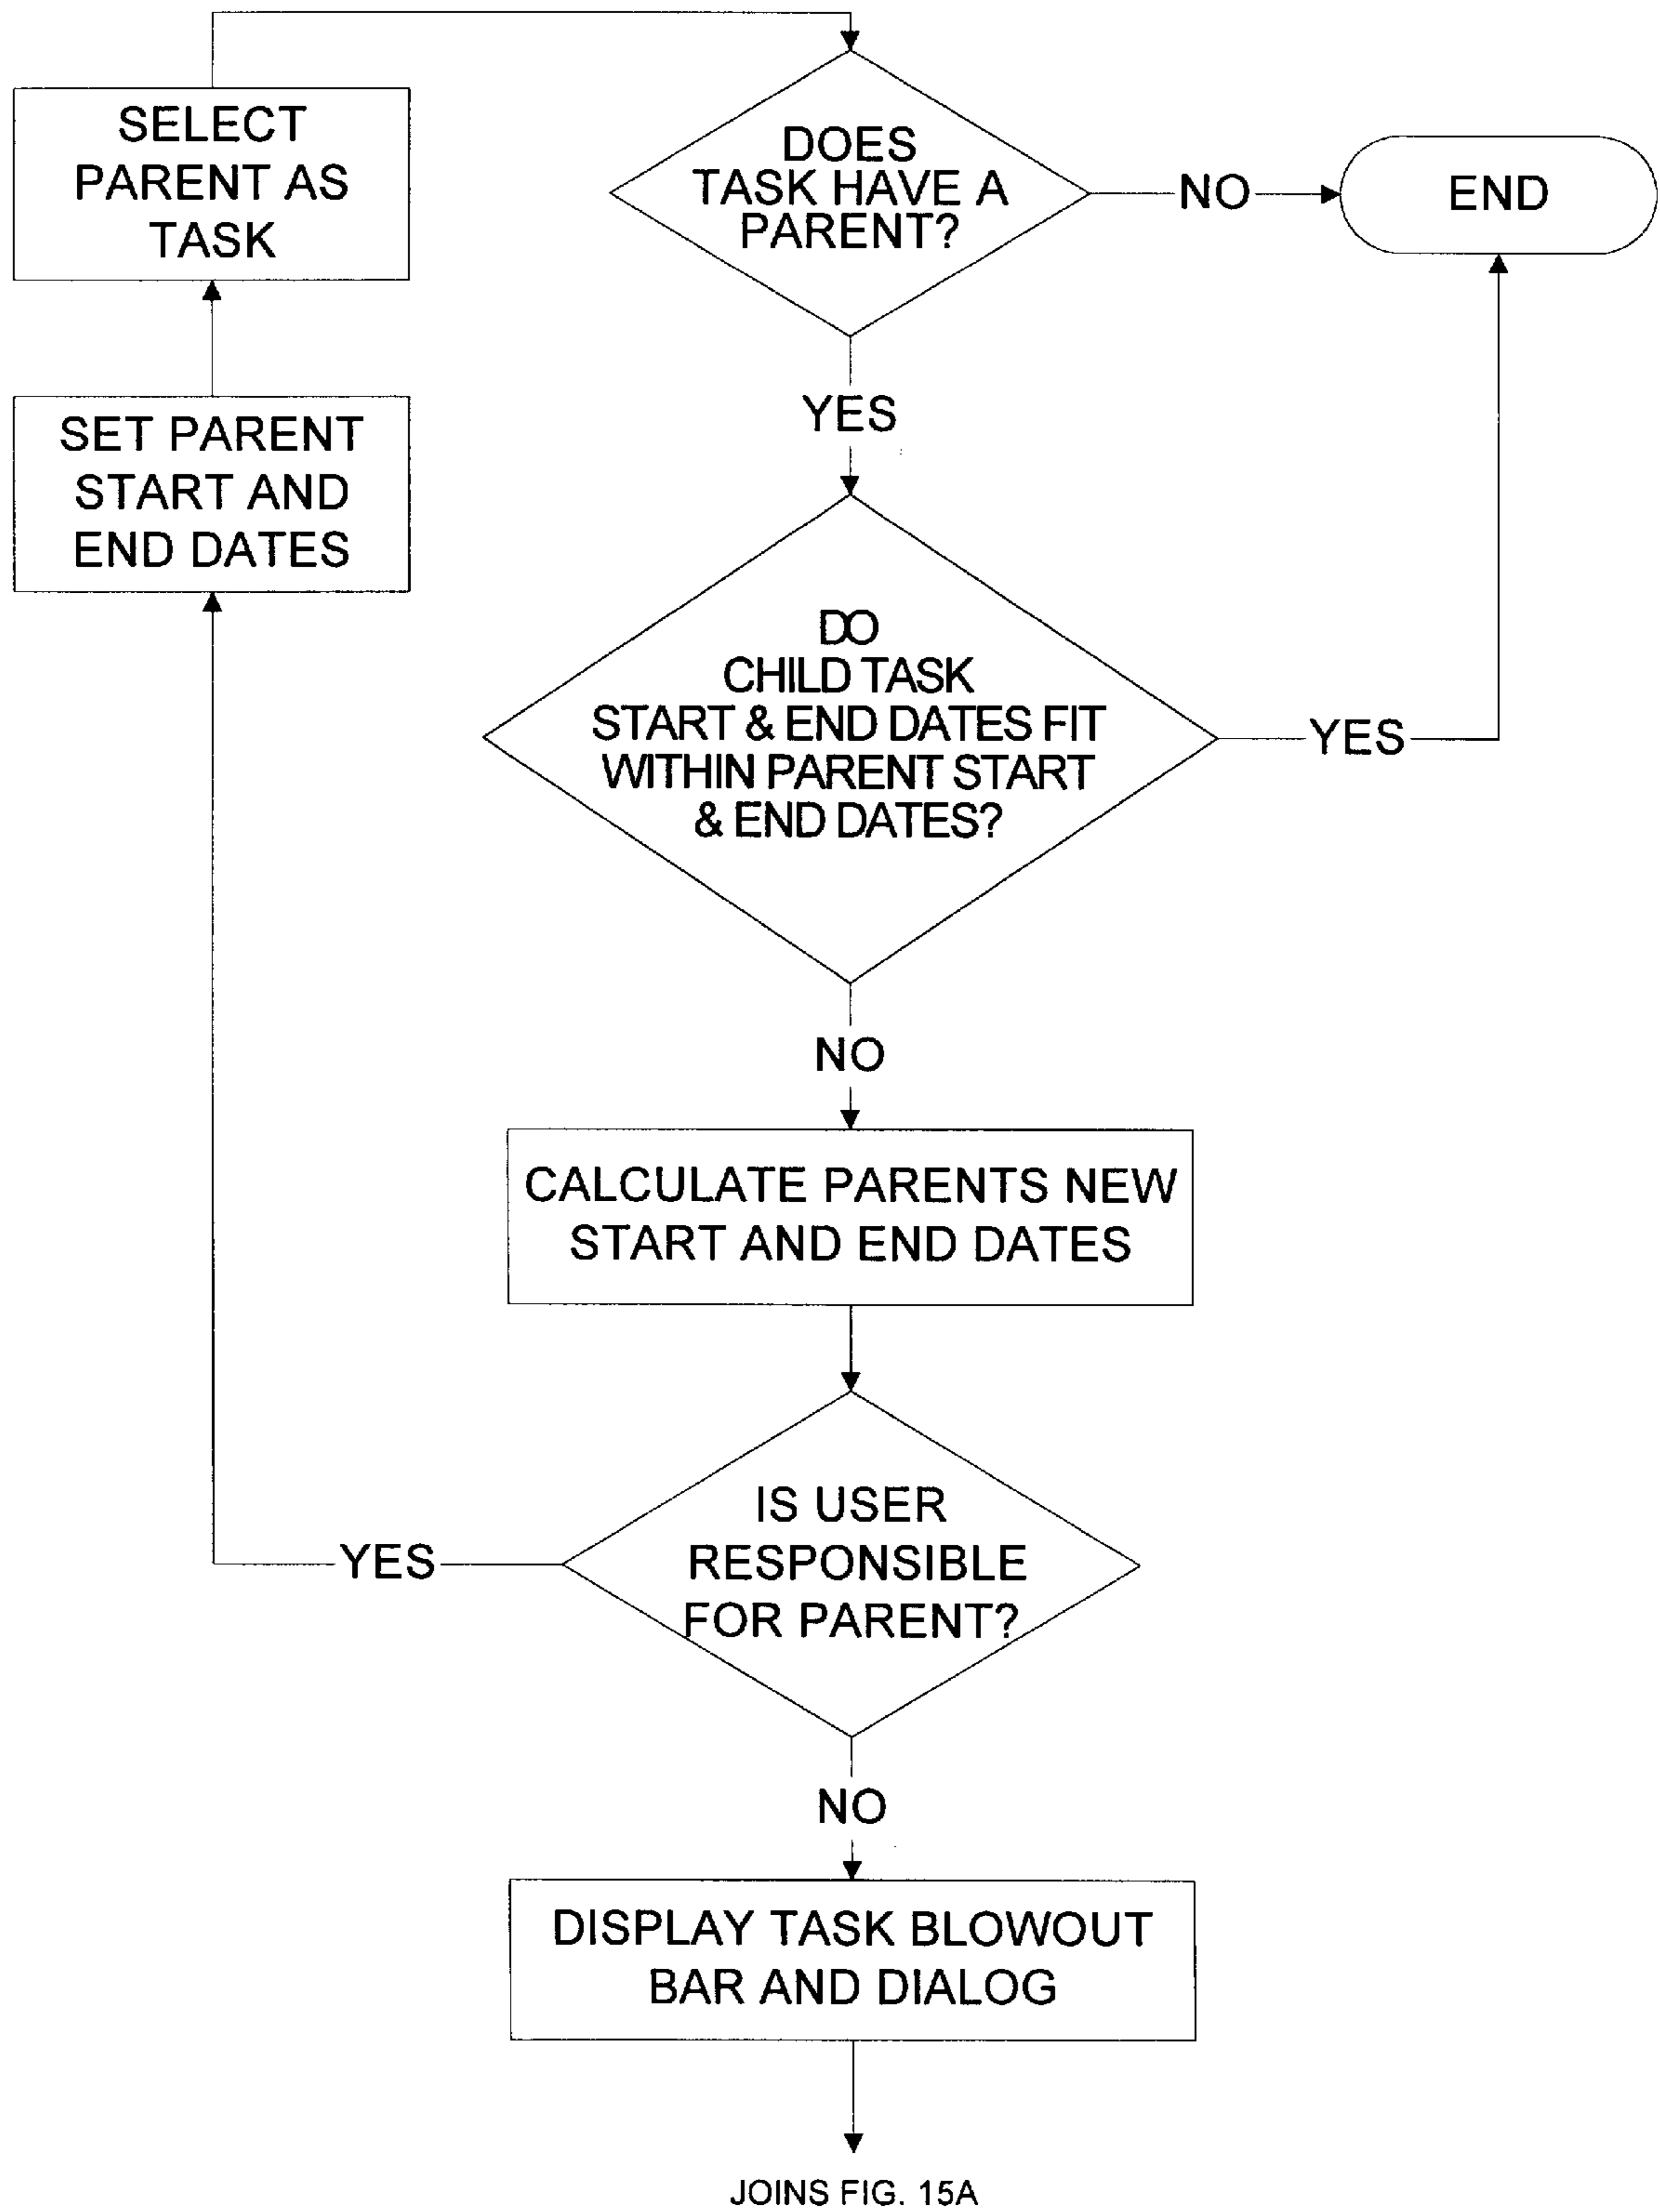 SELECT
PARENT AS
TASK
DOES
TASK HAVE A
PARENT?
NO
END
SET PARENT
START AND
END DATES
YES
DO
CHILD TASK
START & END DATES FIT
WITHIN PARENT START
& END DATES?
YES
NO
CALCULATE PARENTS NEW
START AND END DATES
IS USER
RESPONSIBLE
FOR PARENT?
YES
NO
DISPLAY TASK BLOWOUT
BAR AND DIALOG
JOINS FIG. 15A